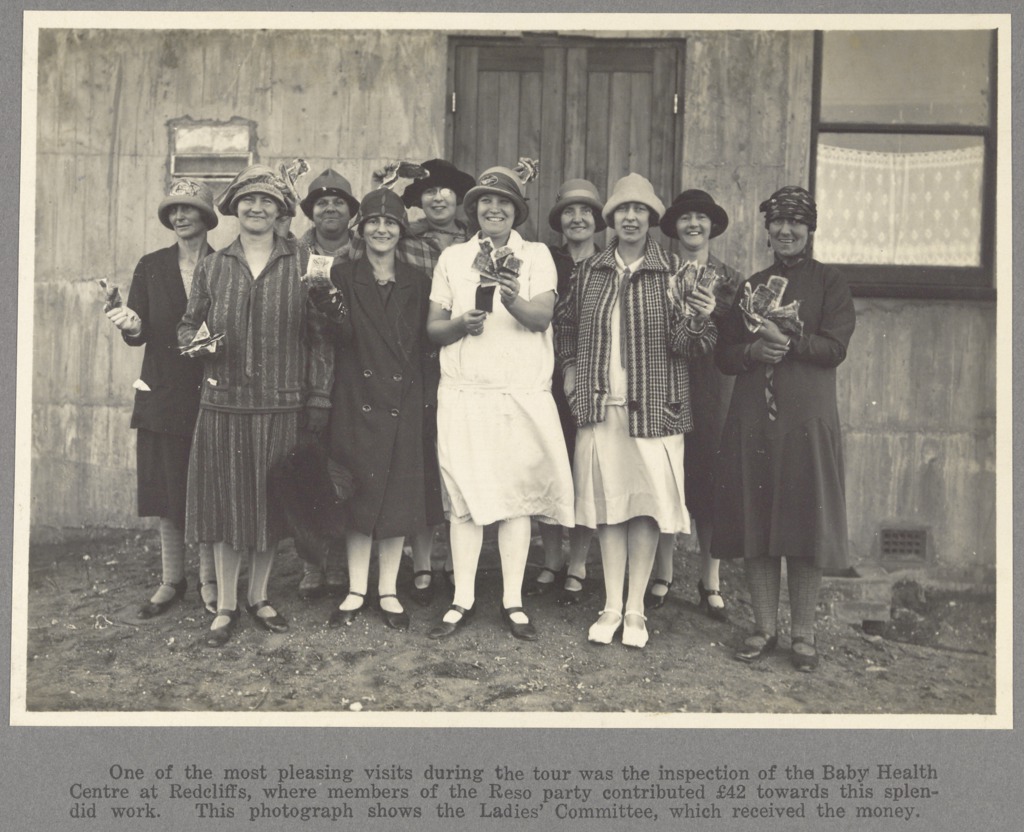 One of the most pleasing visits during the tour was the inspection of the Baby Health
Centre at Redcliffs, where members of the Reso party contributed £42 towards this splen-
did work. This photograph shows the Ladies' Committee, which received the money.